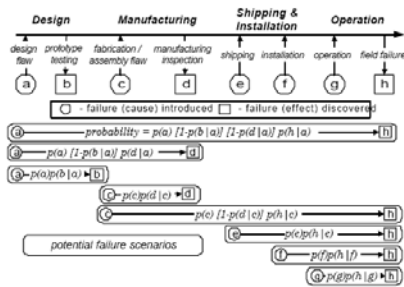 Design Manufacturing Shipping & Installation Operation
design flaw prototype testing fabrication / assembly flaw manufacturing inspection shipping installation operation field failure
a b c d e f g h
- failure (cause) introduced - failure (effect) discovered
a probability = p(a) [1-p(b|a)] [1-p(d|a)] p(h|a) h
a p(a) [1-p(b|a)] p(d|a) d
a p(a)p(b|a) b
c p(c)p(d|c) d
c p(c) [1-p(d|c)] p(h|c) h
e p(e)p(h|e) h
potential failure scenarios f p(f)p(h|f) h
g p(g)p(h|g) h